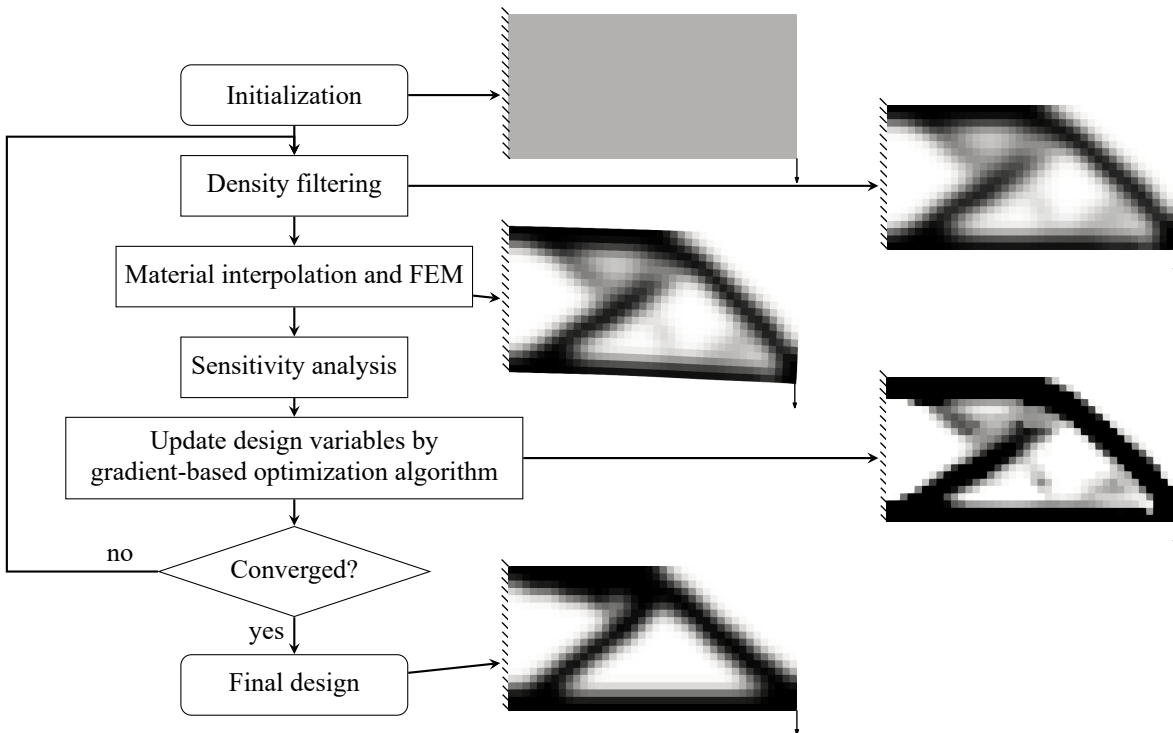 Initialization
Density filtering
Material interpolation and FEM
Sensitivity analysis
Update design variables by
gradient-based optimization algorithm
no
Converged?
yes
Final design